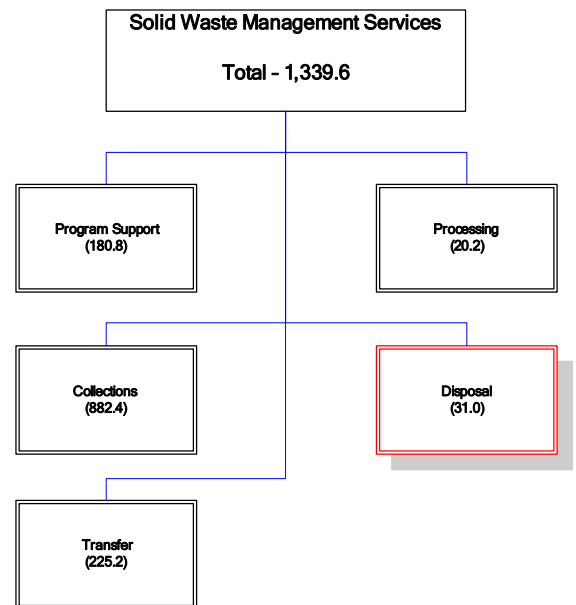 Solid Waste Management Services
Total - 1,339.6
Program Support
(180.8)
Processing
(20.2)
Collections
(882.4)
Disposal
(31.0)
Transfer
(225.2)